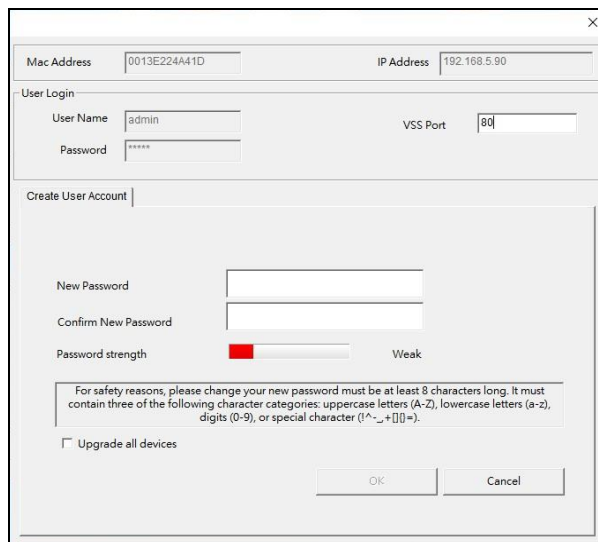 Mac Address 0013E224A41D IP Address 192.168.5.90
User Login
User Name admin VSS Port 80
Password *****
Create User Account
New Password
Confirm New Password
Password strength Weak
For safety reasons, please change your new password must be at least 8 characters long. It must
contain three of the following character categories: uppercase letters (A-Z), lowercase letters (a-z),
digits (0-9), or special character (!^-_,+[]{}=).
Upgrade all devices
OK Cancel